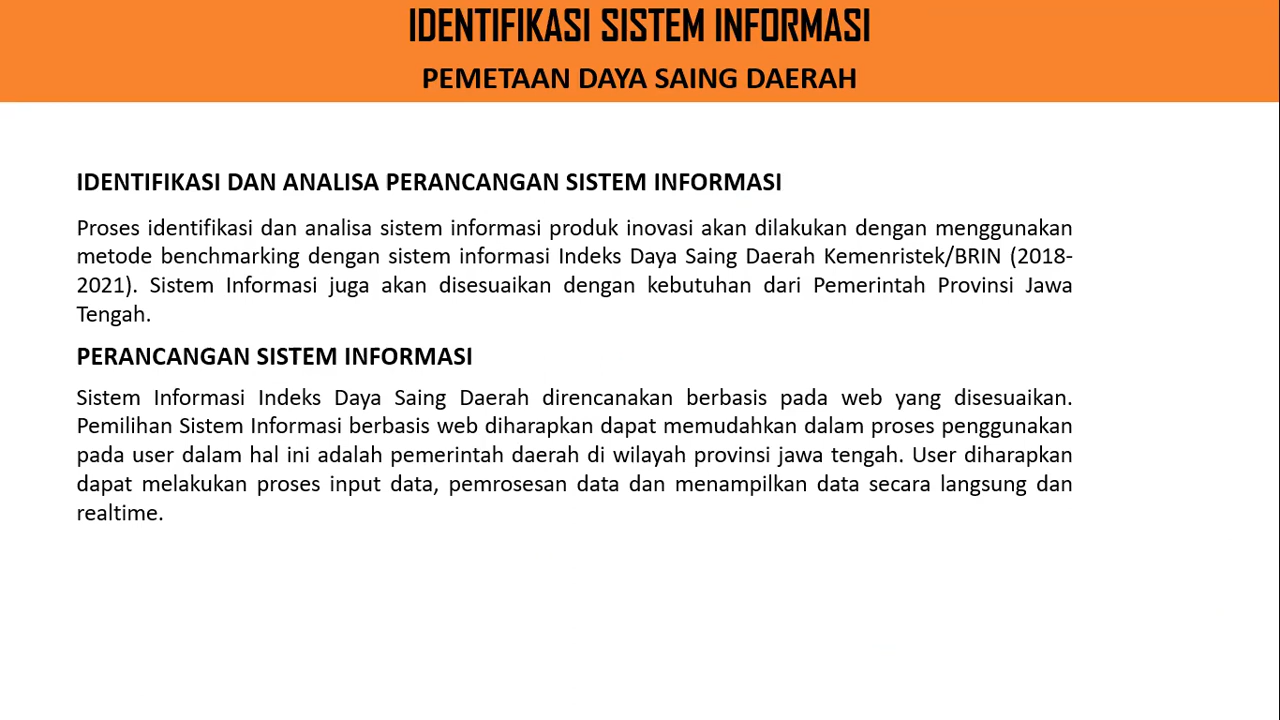 IDENTIFIKASI SISTEM INFORMASI
PEMETAAN DAYA SAING DAERAH
IDENTIFIKASI DAN ANALISA PERANCANGAN SISTEM INFORMASI
Proses identifikasi dan analisa sistem informasi produk inovasi akan dilakukan dengan menggunakan
metode benchmarking dengan sistem informasi Indeks Daya Saing Daerah Kemenristek/BRIN (2018-
2021). Sistem Informasi juga akan disesuaikan dengan kebutuhan dari Pemerintah Provinsi Jawa
Tengah.
PERANCANGAN SISTEM INFORMASI
Sistem Informasi Indeks Daya Saing Daerah direncanakan berbasis pada web yang disesuaikan.
Pemilihan Sistem Informasi berbasis web diharapkan dapat memudahkan dalam proses penggunakan
pada user dalam hal ini adalah pemerintah daerah di wilayah provinsi jawa tengah. User diharapkan
dapat melakukan proses input data, pemrosesan data dan menampilkan data secara langsung dan
realtime.